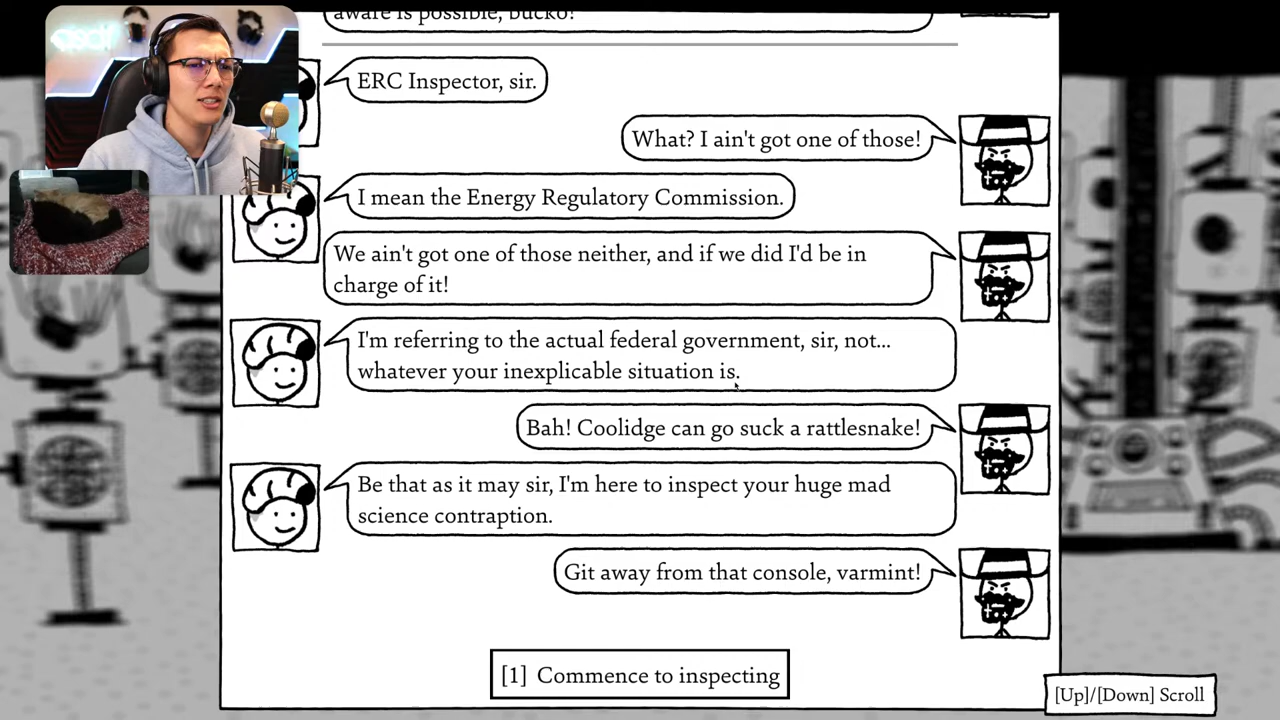 aware is possible, bucko!
ERC Inspector, sir.
What? I ain't got one of those!
I mean the Energy Regulatory Commission.
We ain't got one of those neither, and if we did I'd be in
charge of it!
I'm referring to the actual federal government, sir, not...
whatever your inexplicable situation is.
Bah! Coolidge can go suck a rattlesnake!
Be that as it may sir, I'm here to inspect your huge mad
science contraption.
Git away from that console, varmint!
[1] Commence to inspecting
[Up]/[Down] Scroll